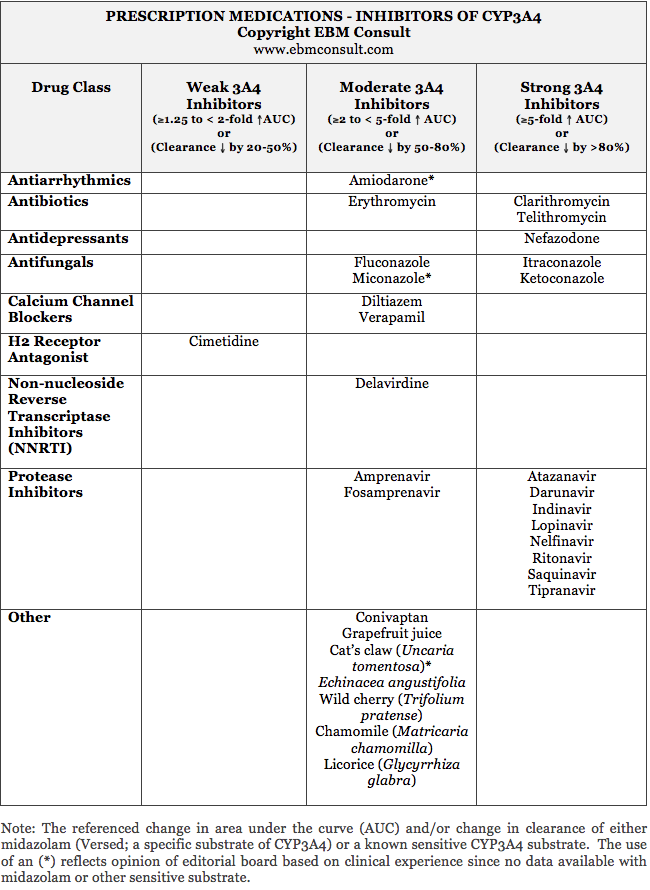 PRESCRIPTION MEDICATIONS - INHIBITORS OF CYP3A4
Copyright EBM Consult
www.ebmconsult.com
Drug Class
Weak 3A4
Inhibitors
(≥1.25 to < 2-fold ↑AUC)
or
(Clearance ↓ by 20-50%)
Moderate 3A4
Inhibitors
(≥2 to < 5-fold ↑ AUC)
or
(Clearance ↓ by 50-80%)
Strong 3A4
Inhibitors
(≥5-fold ↑ AUC)
or
(Clearance ↓ by >80%)
Antiarrhythmics
Amiodarone*
Antibiotics
Erythromycin
Clarithromycin
Telithromycin
Antidepressants
Nefazodone
Antifungals
Fluconazole
Miconazole*
Itraconazole
Ketoconazole
Calcium Channel
Blockers
Diltiazem
Verapamil
H2 Receptor
Antagonist
Cimetidine
Non-nucleoside
Reverse
Transcriptase
Inhibitors
(NNRTI)
Delavirdine
Protease
Inhibitors
Amprenavir
Fosamprenavir
Atazanavir
Darunavir
Indinavir
Lopinavir
Nelfinavir
Ritonavir
Saquinavir
Tipranavir
Other
Conivaptan
Grapefruit juice
Cat's claw (Uncaria
tomentosa)*
Echinacea angustifolia
Wild cherry (Trifolium
pratense)
Chamomile (Matricaria
chamomilla)
Licorice (Glycyrrhiza
glabra)
Note: The referenced change in area under the curve (AUC) and/or change in clearance of either
midazolam (Versed; a specific substrate of CYP3A4) or a known sensitive CYP3A4 substrate. The use
of an (*) reflects opinion of editorial board based on clinical experience since no data available with
midazolam or other sensitive substrate.